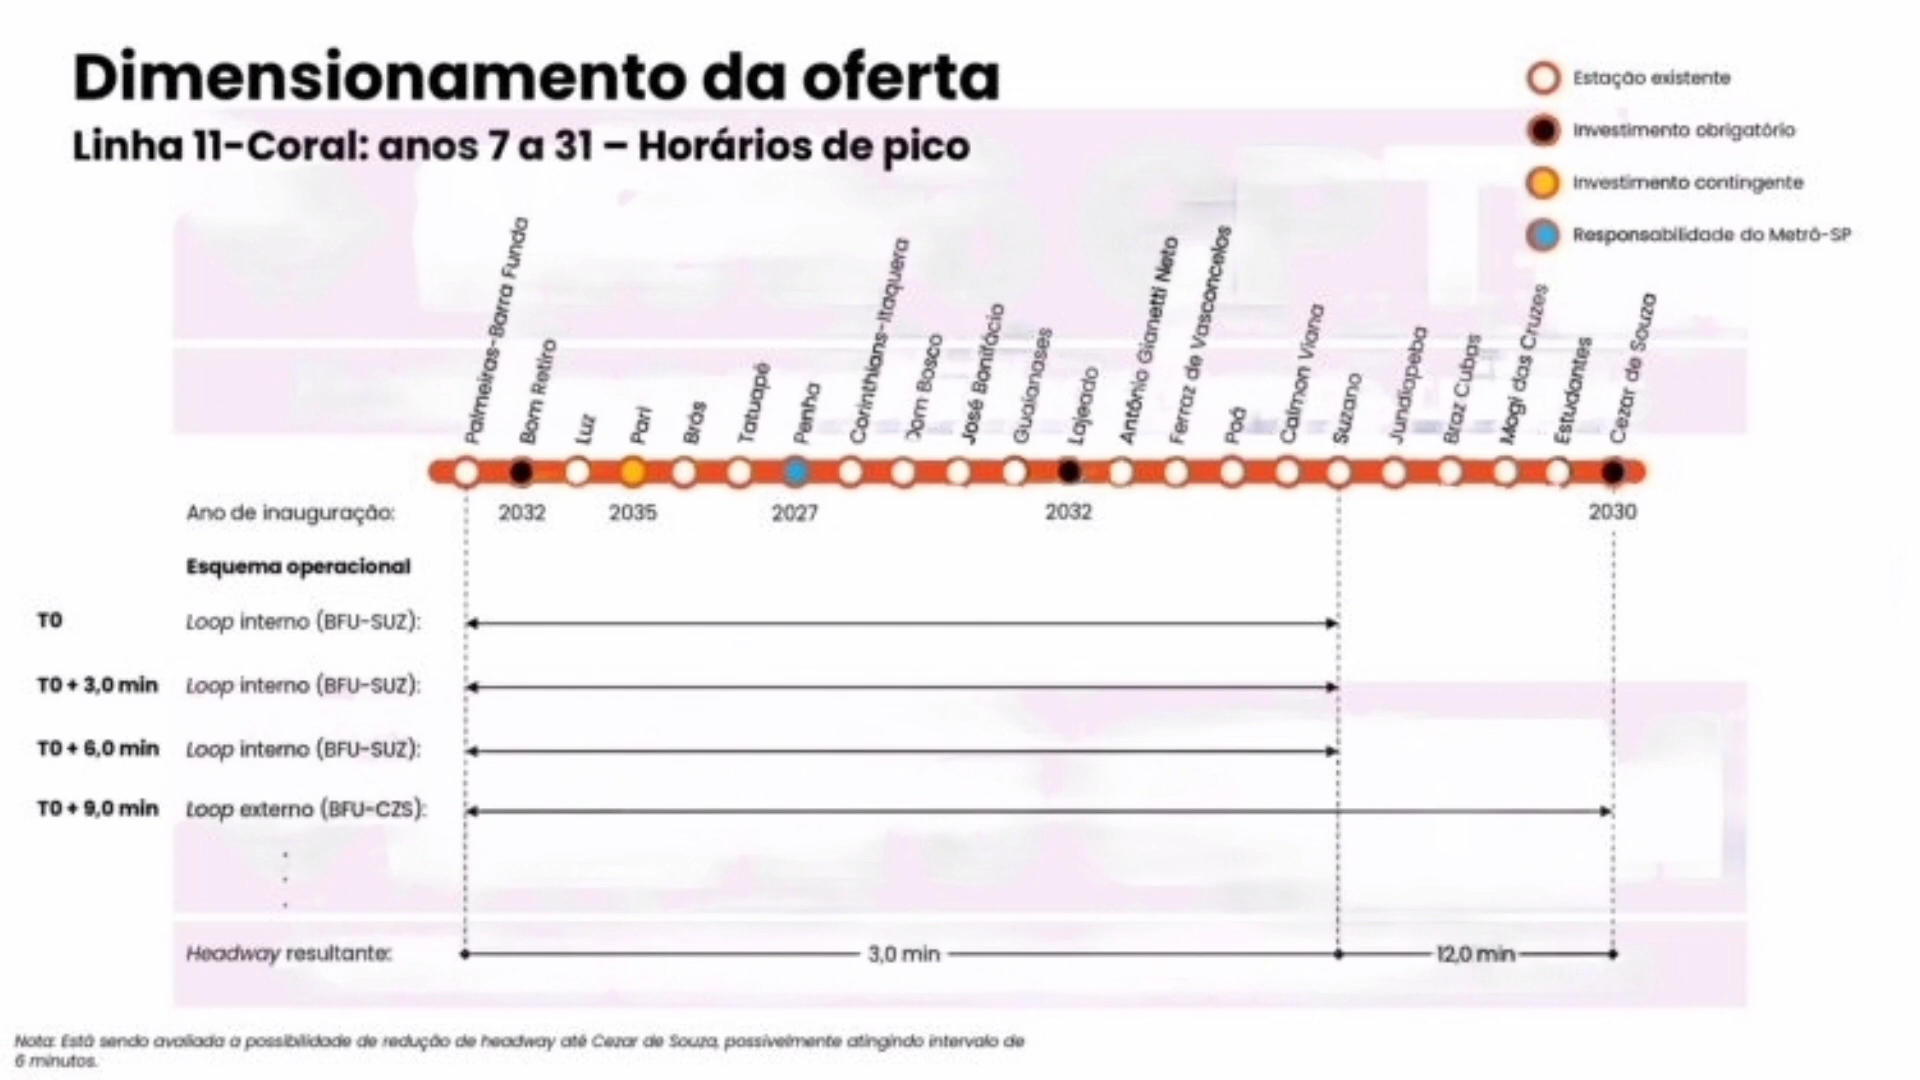 Dimensionamento da oferta
Linha 11-Coral: anos 7 a 31 – Horários de pico
Estação existente
Investimento obrigatório
Investimento contingente
Responsabilidade do Metrô-SP
Palmeiras-Barra Funda
Bom Retiro
Luz
Pari
Brás
Tatuapé
Penha
Corinthians-Itaquera
Dom Bosco
José Bonifácio
Guaianases
Lajeado
Antônio Gianetti Neto
Ferraz de Vasconcelos
Poá
Calmon Viana
Suzano
Jundiapeba
Braz Cubas
Mogi das Cruzes
Estudantes
Cezar de Souza
Ano de inauguração: 2032 2035 2027 2032 2030
Esquema operacional
T0 Loop interno (BFU-SUZ):
T0 + 3,0 min Loop interno (BFU-SUZ):
T0 + 6,0 min Loop interno (BFU-SUZ):
T0 + 9,0 min Loop externo (BFU-CZS):
Headway resultante: 3,0 min 12,0 min
Nota: Está sendo avaliada a possibilidade de redução de headway até Cezar de Souza, possivelmente atingindo intervalo de
6 minutos.